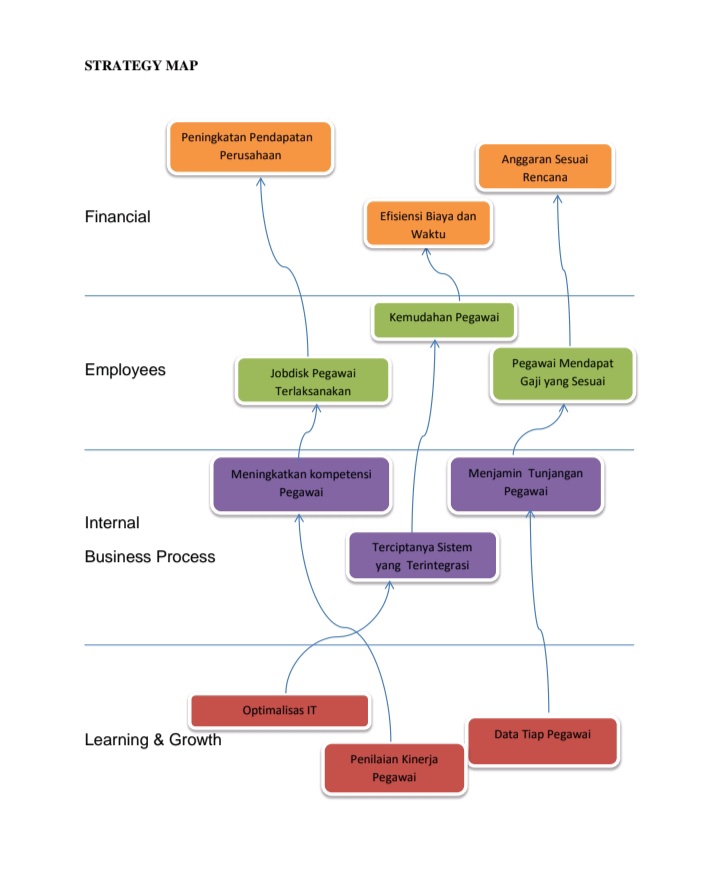 STRATEGY MAP
Peningkatan Pendapatan
Perusahaan
Anggaran Sesuai
Rencana
Financial
Efisiensi Biaya dan
Waktu
Kemudahan Pegawai
Employees
Jobdisk Pegawai
Terlaksanakan
Pegawai Mendapat
Gaji yang Sesuai
Meningkatkan kompetensi
Pegawai
Menjamin Tunjangan
Pegawai
Internal
Business Process
Terciptanya Sistem
yang Terintegrasi
Optimalisas IT
Learning & Growth
Penilaian Kinerja
Pegawai
Data Tiap Pegawai